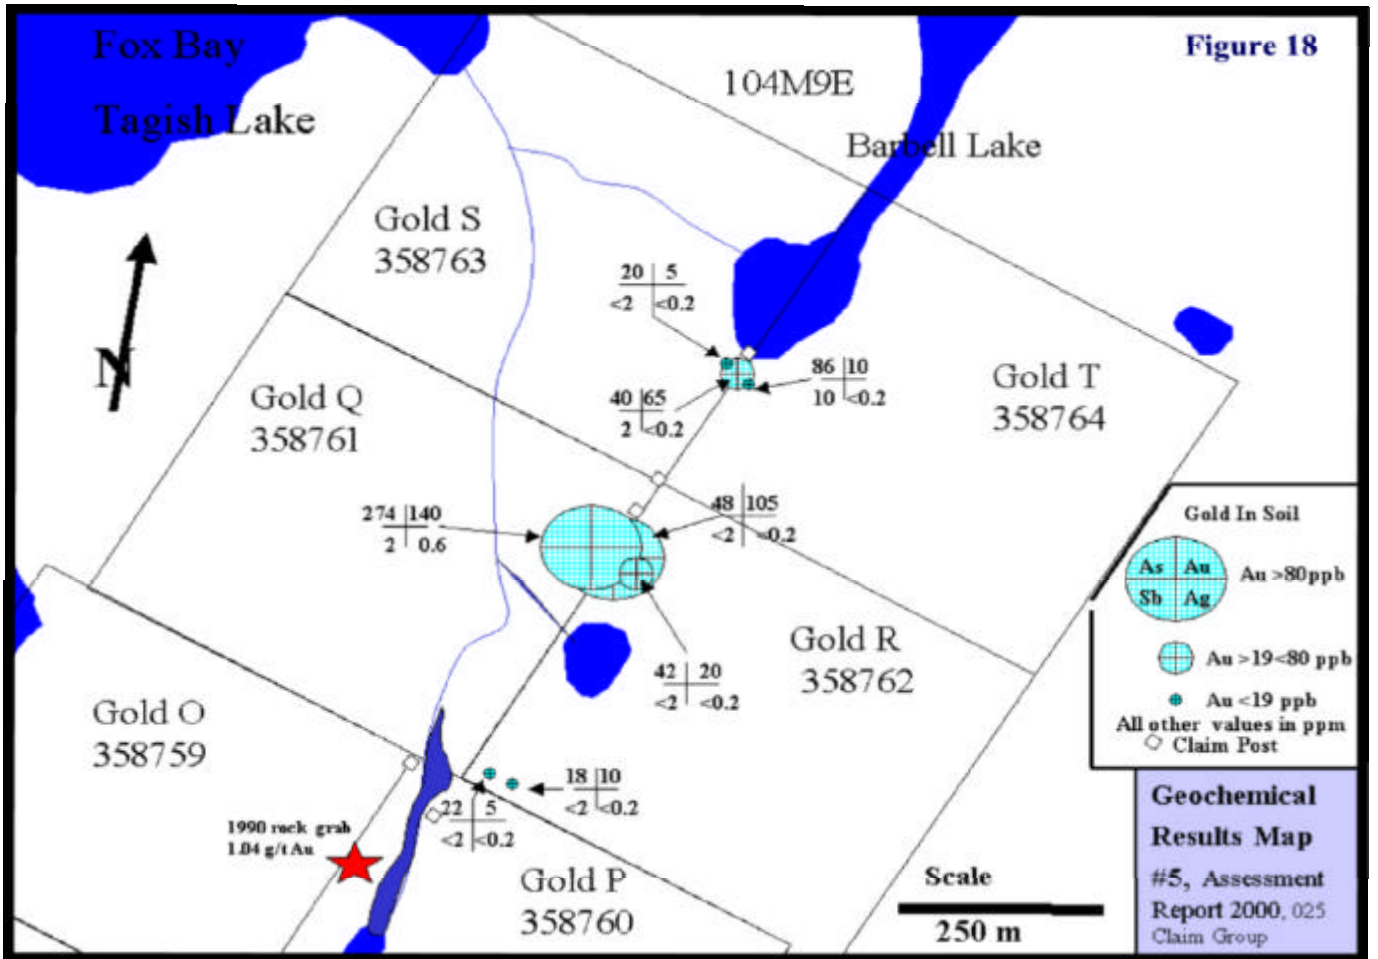 Fox Bay
Tagish Lake
104M9E
Figure 18
Barbell Lake
Gold S
358763
N
20 5
<2 <0.2
86 10
10 <0.2
40 65
2 <0.2
Gold T
358764
Gold Q
358761
274 140
2 0.6
48 105
<2 <0.2
Gold In Soil
As Au
Sb Ag
Au >80ppb
Au >19<80 ppb
Au <19 ppb
All other values in ppm
Claim Post
Gold R
358762
42 20
<2 <0.2
Gold O
358759
18 10
<2 <0.2
22 5
<2 <0.2
1990 rock grab
1.04 g/t Au
Gold P
358760
Scale
250 m
Geochemical
Results Map
#5, Assessment
Report 2000, 025
Claim Group